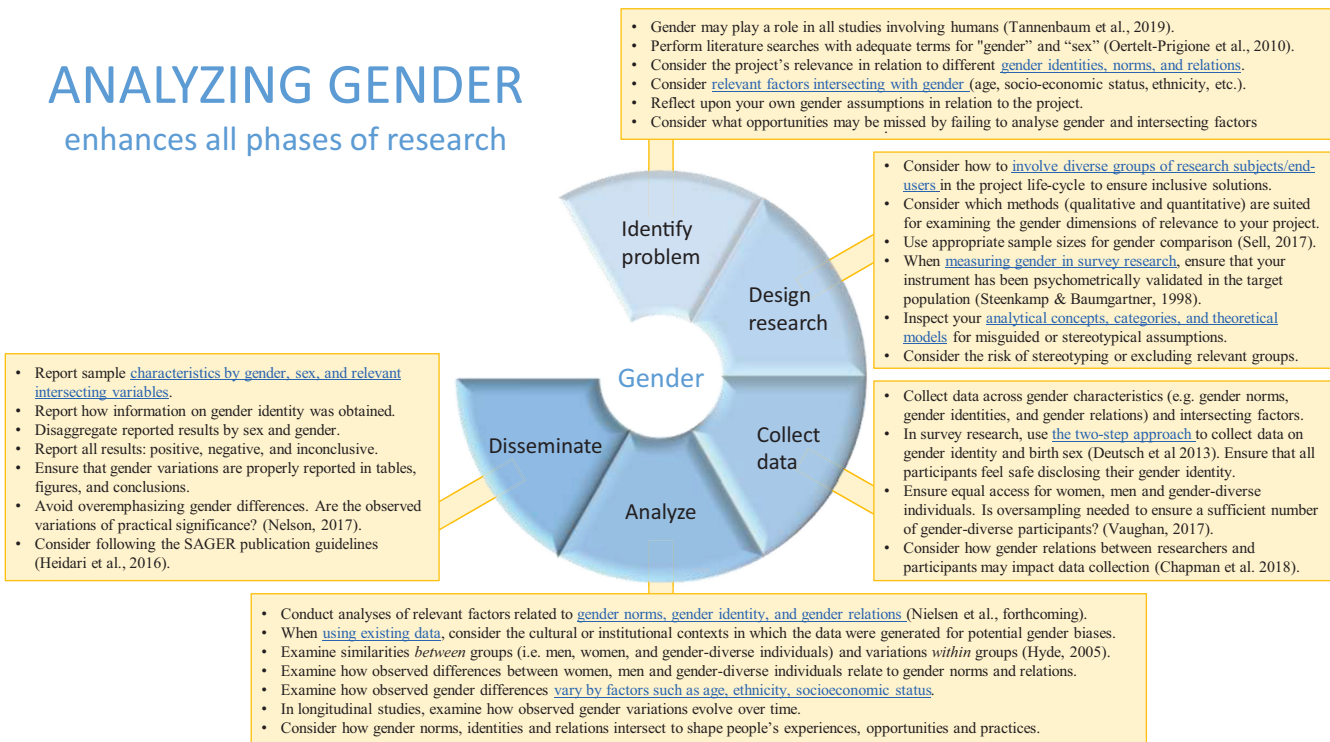 ANALYZING GENDER
enhances all phases of research
• Gender may play a role in all studies involving humans (Tannenbaum et al., 2019).
• Perform literature searches with adequate terms for "gender” and “sex” (Oertelt-Prigione et al., 2010).
• Consider the project’s relevance in relation to different gender identities, norms, and relations.
• Consider relevant factors intersecting with gender (age, socio-economic status, ethnicity, etc.).
• Reflect upon your own gender assumptions in relation to the project.
• Consider what opportunities may be missed by failing to analyse gender and intersecting factors
• Consider how to involve diverse groups of research subjects/end-
users in the project life-cycle to ensure inclusive solutions.
• Consider which methods (qualitative and quantitative) are suited
for examining the gender dimensions of relevance to your project.
• Use appropriate sample sizes for gender comparison (Sell, 2017).
• When measuring gender in survey research, ensure that your
instrument has been psychometrically validated in the target
population (Steenkamp & Baumgartner, 1998).
• Inspect your analytical concepts, categories, and theoretical
models for misguided or stereotypical assumptions.
• Consider the risk of stereotyping or excluding relevant groups.
Identify
problem
Design
research
Gender
Collect
data
Analyze
Disseminate
• Collect data across gender characteristics (e.g. gender norms,
gender identities, and gender relations) and intersecting factors.
• In survey research, use the two-step approach to collect data on
gender identity and birth sex (Deutsch et al 2013). Ensure that all
participants feel safe disclosing their gender identity.
• Ensure equal access for women, men and gender-diverse
individuals. Is oversampling needed to ensure a sufficient number
of gender-diverse participants? (Vaughan, 2017).
• Consider how gender relations between researchers and
participants may impact data collection (Chapman et al. 2018).
• Report sample characteristics by gender, sex, and relevant
intersecting variables.
• Report how information on gender identity was obtained.
• Disaggregate reported results by sex and gender.
• Report all results: positive, negative, and inconclusive.
• Ensure that gender variations are properly reported in tables,
figures, and conclusions.
• Avoid overemphasizing gender differences. Are the observed
variations of practical significance? (Nelson, 2017).
• Consider following the SAGER publication guidelines
(Heidari et al., 2016).
• Conduct analyses of relevant factors related to gender norms, gender identity, and gender relations (Nielsen et al., forthcoming).
• When using existing data, consider the cultural or institutional contexts in which the data were generated for potential gender biases.
• Examine similarities between groups (i.e. men, women, and gender-diverse individuals) and variations within groups (Hyde, 2005).
• Examine how observed differences between women, men and gender-diverse individuals relate to gender norms and relations.
• Examine how observed gender differences vary by factors such as age, ethnicity, socioeconomic status.
• In longitudinal studies, examine how observed gender variations evolve over time.
• Consider how gender norms, identities and relations intersect to shape people’s experiences, opportunities and practices.